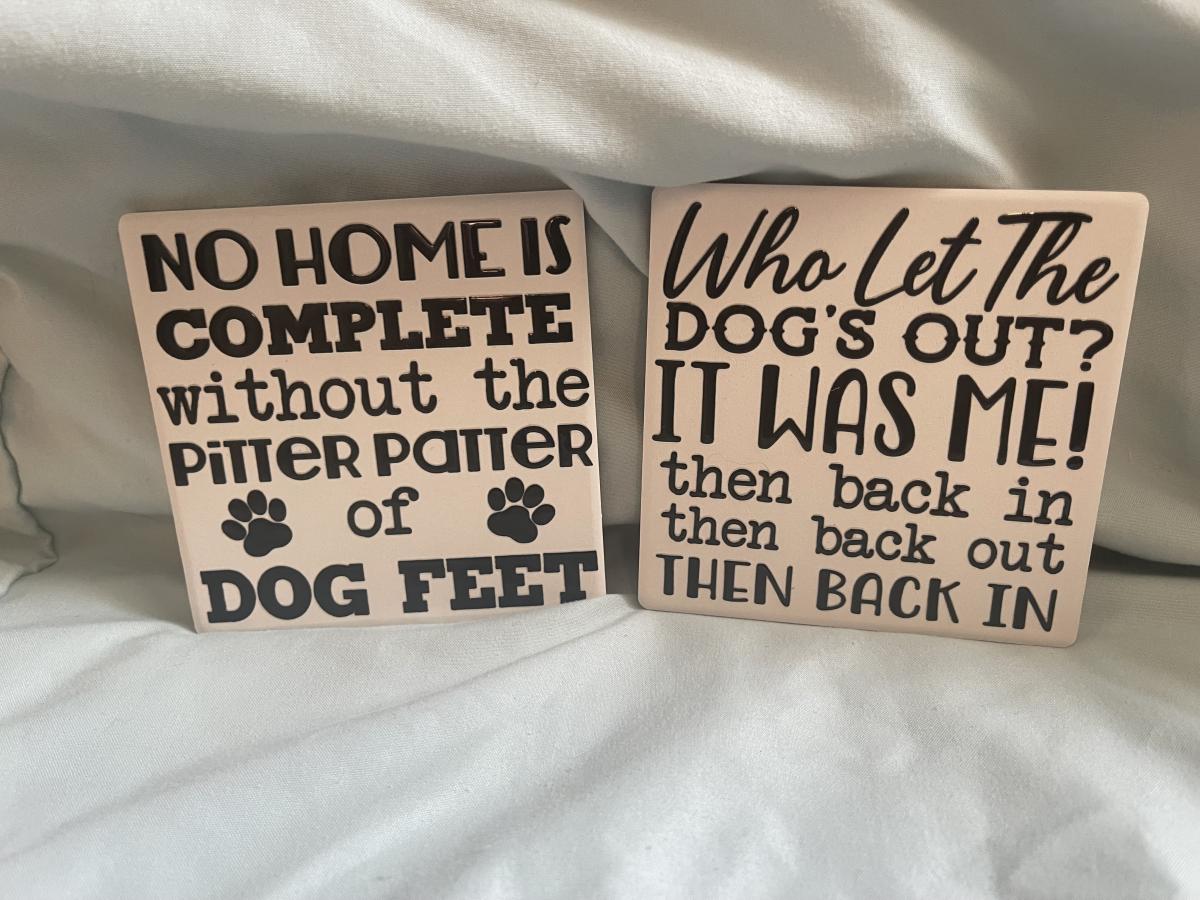 NO HOME IS
COMPLETE
without the
PiTTeR PaTTeR
of
DOG FEET
Who Let The
DOG'S OUT?
IT WAS ME!
then back in
then back out
THEN BACK IN